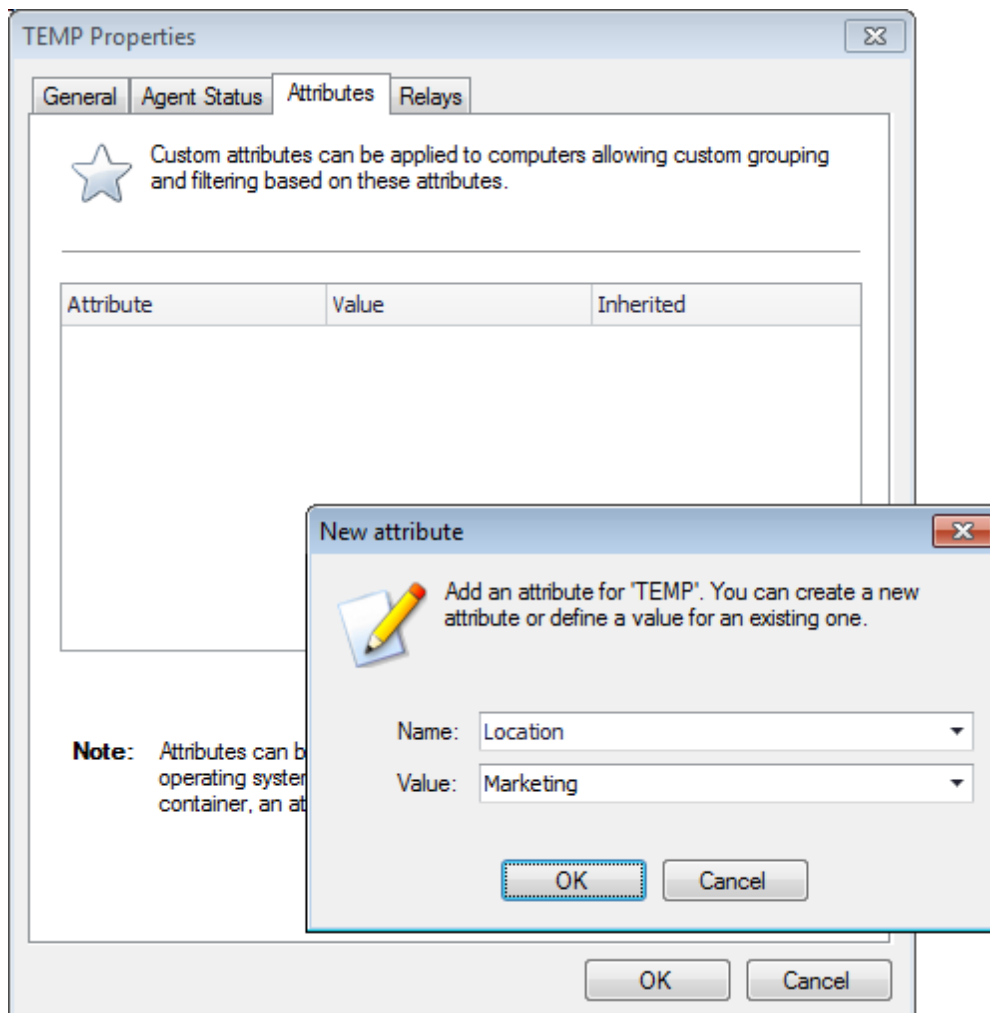 TEMP Properties
General Agent Status Attributes Relays
Custom attributes can be applied to computers allowing custom grouping
and filtering based on these attributes.
Attribute Value Inherited
New attribute
Add an attribute for 'TEMP'. You can create a new
attribute or define a value for an existing one.
Name: Location
Value: Marketing
OK Cancel
Note: Attributes can
operating
container, an
OK Cancel